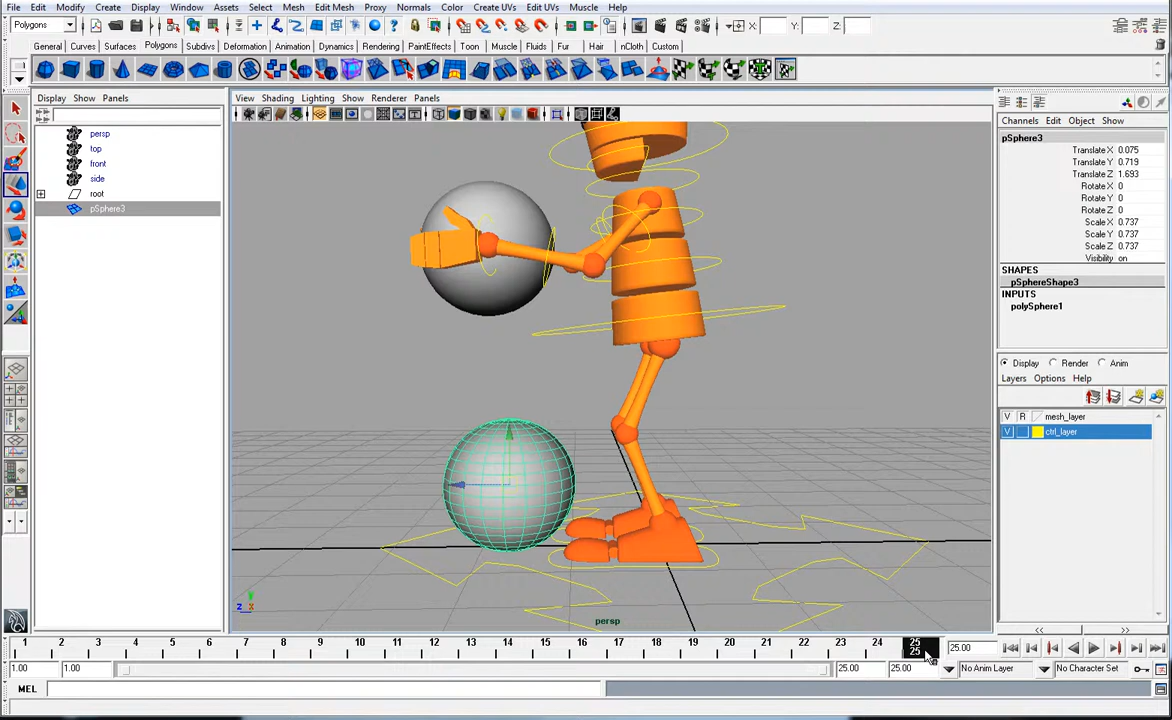 File Edit Modify Create Display Window Assets Select Mesh Edit Mesh Proxy Normals Color Create UVs Edit UVs Muscle Help
Polygons X: Y: Z:
General Curves Surfaces Polygons Subdivs Deformation Animation Dynamics Rendering PaintEffects Toon Muscle Fluids Fur Hair nCloth Custom
Display Show Panels
persp
top
front
side
root
pSphere3
View Shading Lighting Show Renderer Panels
persp
Channels Edit Object Show
pSphere3
Translate X 0.075
Translate Y 0.719
Translate Z 1.693
Rotate X 0
Rotate Y 0
Rotate Z 0
Scale X 0.737
Scale Y 0.737
Scale Z 0.737
Visibility on
SHAPES
pSphereShape3
INPUTS
polySphere1
Display Render Anim
Layers Options Help
V R mesh_layer
V ctrl_layer
1 2 3 4 5 6 7 8 9 10 11 12 13 14 15 16 17 18 19 20 21 22 23 24 25
25
25.00
1.00 1.00 25.00 25.00 No Anim Layer No Character Set
MEL